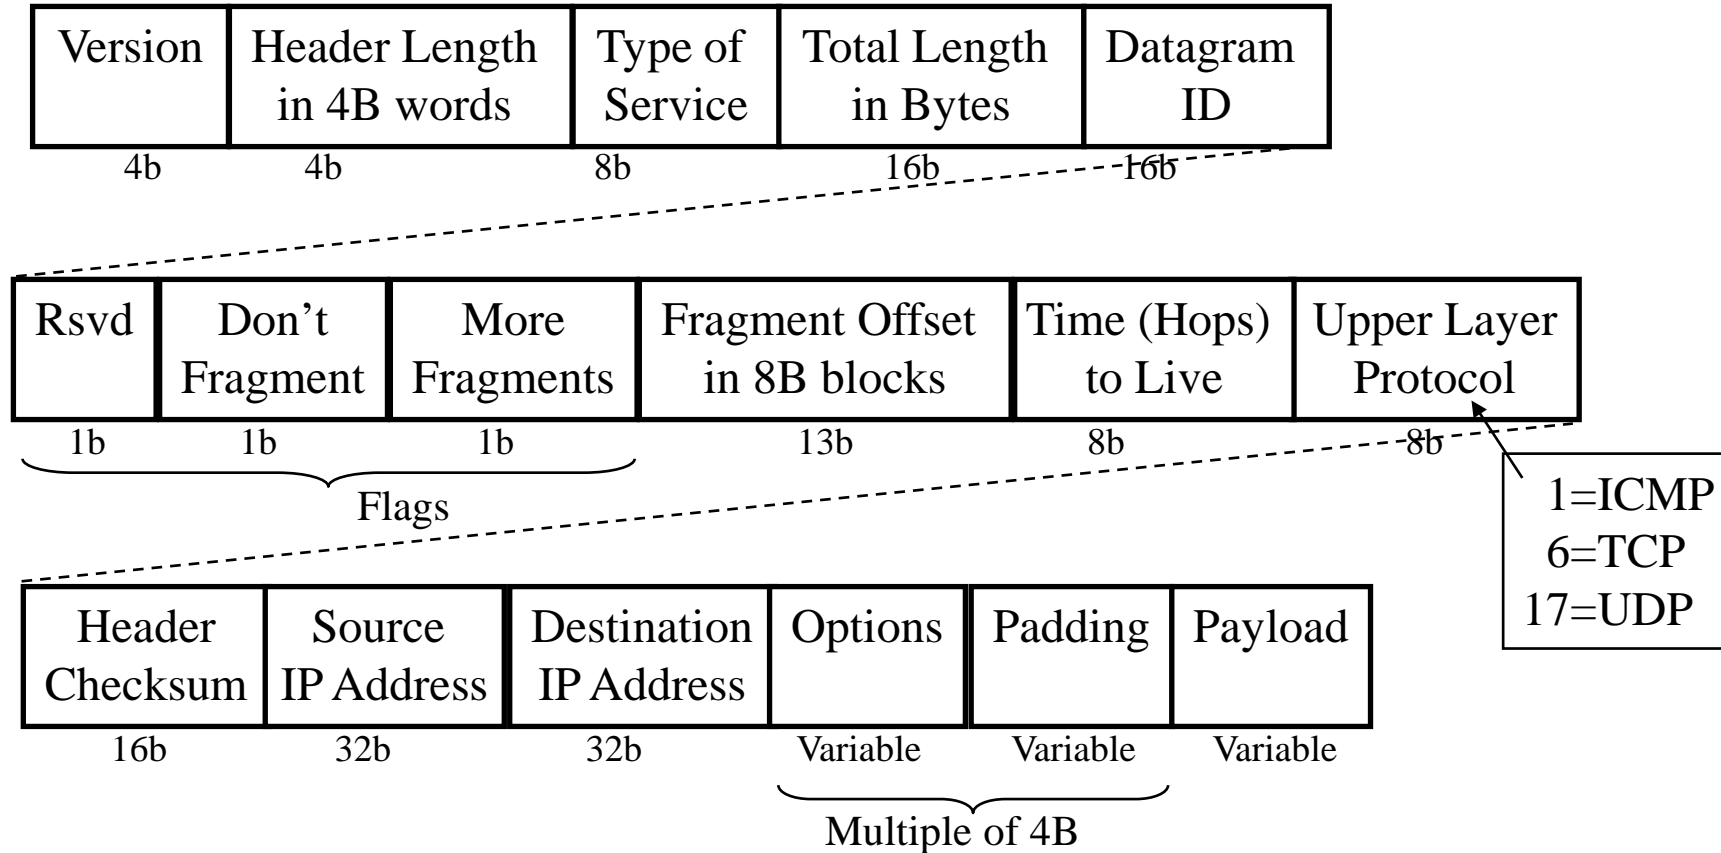 Version
Header Length
in 4B words
Type of
Service
Total Length
in Bytes
Datagram
ID
4b
4b
8b
16b
16b
Rsvd
Don't
Fragment
More
Fragments
Fragment Offset
in 8B blocks
Time (Hops)
to Live
Upper Layer
Protocol
1b
1b
1b
13b
8b
8b
Flags
1=ICMP
6=TCP
17=UDP
Header
Checksum
Source
IP Address
Destination
IP Address
Options
Padding
Payload
16b
32b
32b
Variable
Variable
Variable
Multiple of 4B